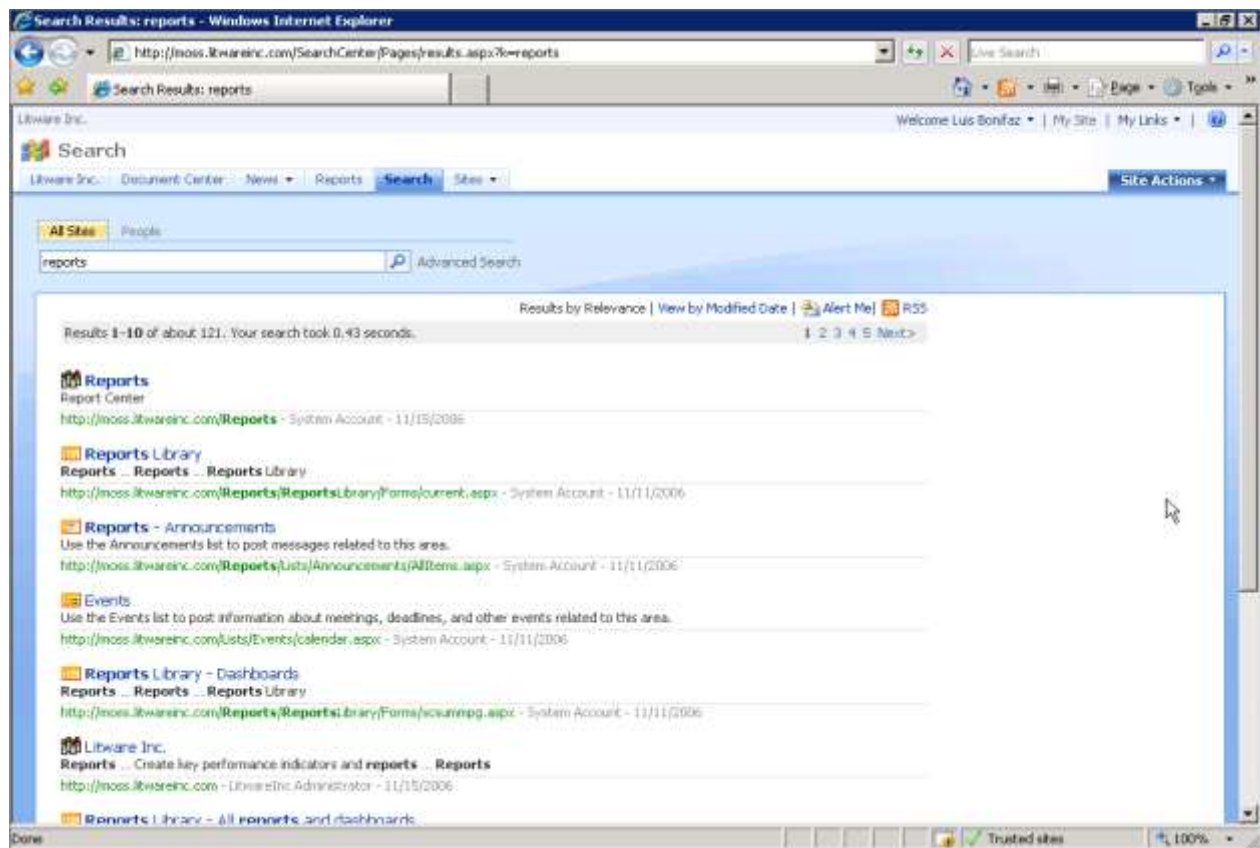 Search Results: reports - Windows Internet Explorer
http://moss.litwareinc.com/SearchCenter/Pages/results.aspx?k=reports
Live Search
Search Results: reports
Page
Tools
Litware Inc.
Welcome Luis Bonifaz | My Site | My Links |
Search
Litware Inc. Document Center News Reports Search Sites
Site Actions
All Sites People
reports
Advanced Search
Results by Relevance | View by Modified Date | Alert Me| RSS
Results 1-10 of about 121. Your search took 0.43 seconds.
1 2 3 4 5 Next>
Reports
Report Center
http://moss.litwareinc.com/Reports - System Account - 11/15/2006
Reports Library
Reports ... Reports ... Reports Library
http://moss.litwareinc.com/Reports/ReportsLibrary/Forms/current.aspx - System Account - 11/11/2006
Reports - Announcements
Use the Announcements list to post messages related to this area.
http://moss.litwareinc.com/Reports/Lists/Announcements/AllItems.aspx - System Account - 11/11/2006
Events
Use the Events list to post information about meetings, deadlines, and other events related to this area.
http://moss.litwareinc.com/Lists/Events/calendar.aspx - System Account - 11/11/2006
Reports Library - Dashboards
Reports ... Reports ... Reports Library
- System Account - 11/11/2006
Litware Inc.
Reports ... Create key performance indicators and reports ... Reports
http://moss.litwareinc.com - LitwareInc Administrator - 11/15/2006
Reports Library - All reports and dashboards
Done
Trusted sites
100%